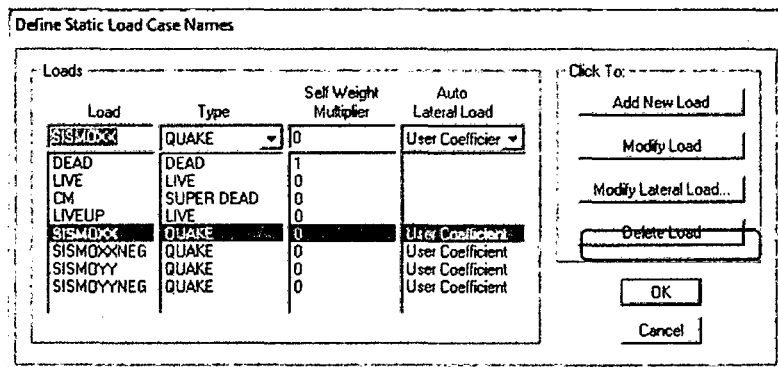 Define Static Load Case Names
Loads
Click To:
Load Type Self Weight Multiplier Auto Lateral Load
SISMOXX QUAKE 0 User Coefficier
DEAD DEAD 1
LIVE LIVE 0
CM SUPER DEAD 0
LIVEUP LIVE 0
SISMOXX QUAKE 0 User Coefficient
SISMOXXNEG QUAKE 0 User Coefficient
SISMOYY QUAKE 0 User Coefficient
SISMOYYNEG QUAKE 0 User Coefficient
Add New Load
Modify Load
Modify Lateral Load...
Delete Load
OK
Cancel